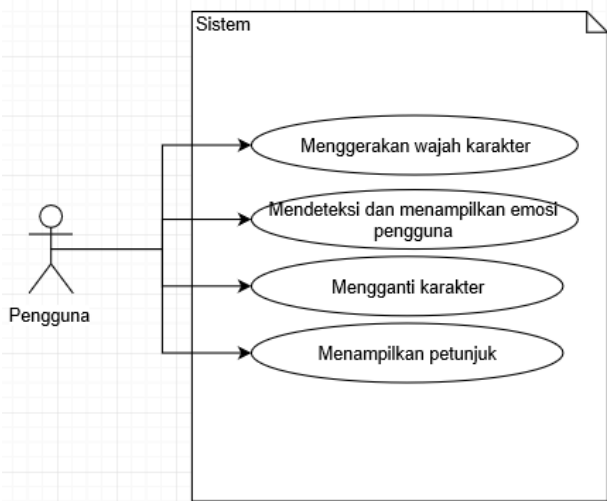 Sistem
Menggerakan wajah karakter
Mendeteksi dan menampilkan emosi
pengguna
Mengganti karakter
Pengguna
Menampilkan petunjuk